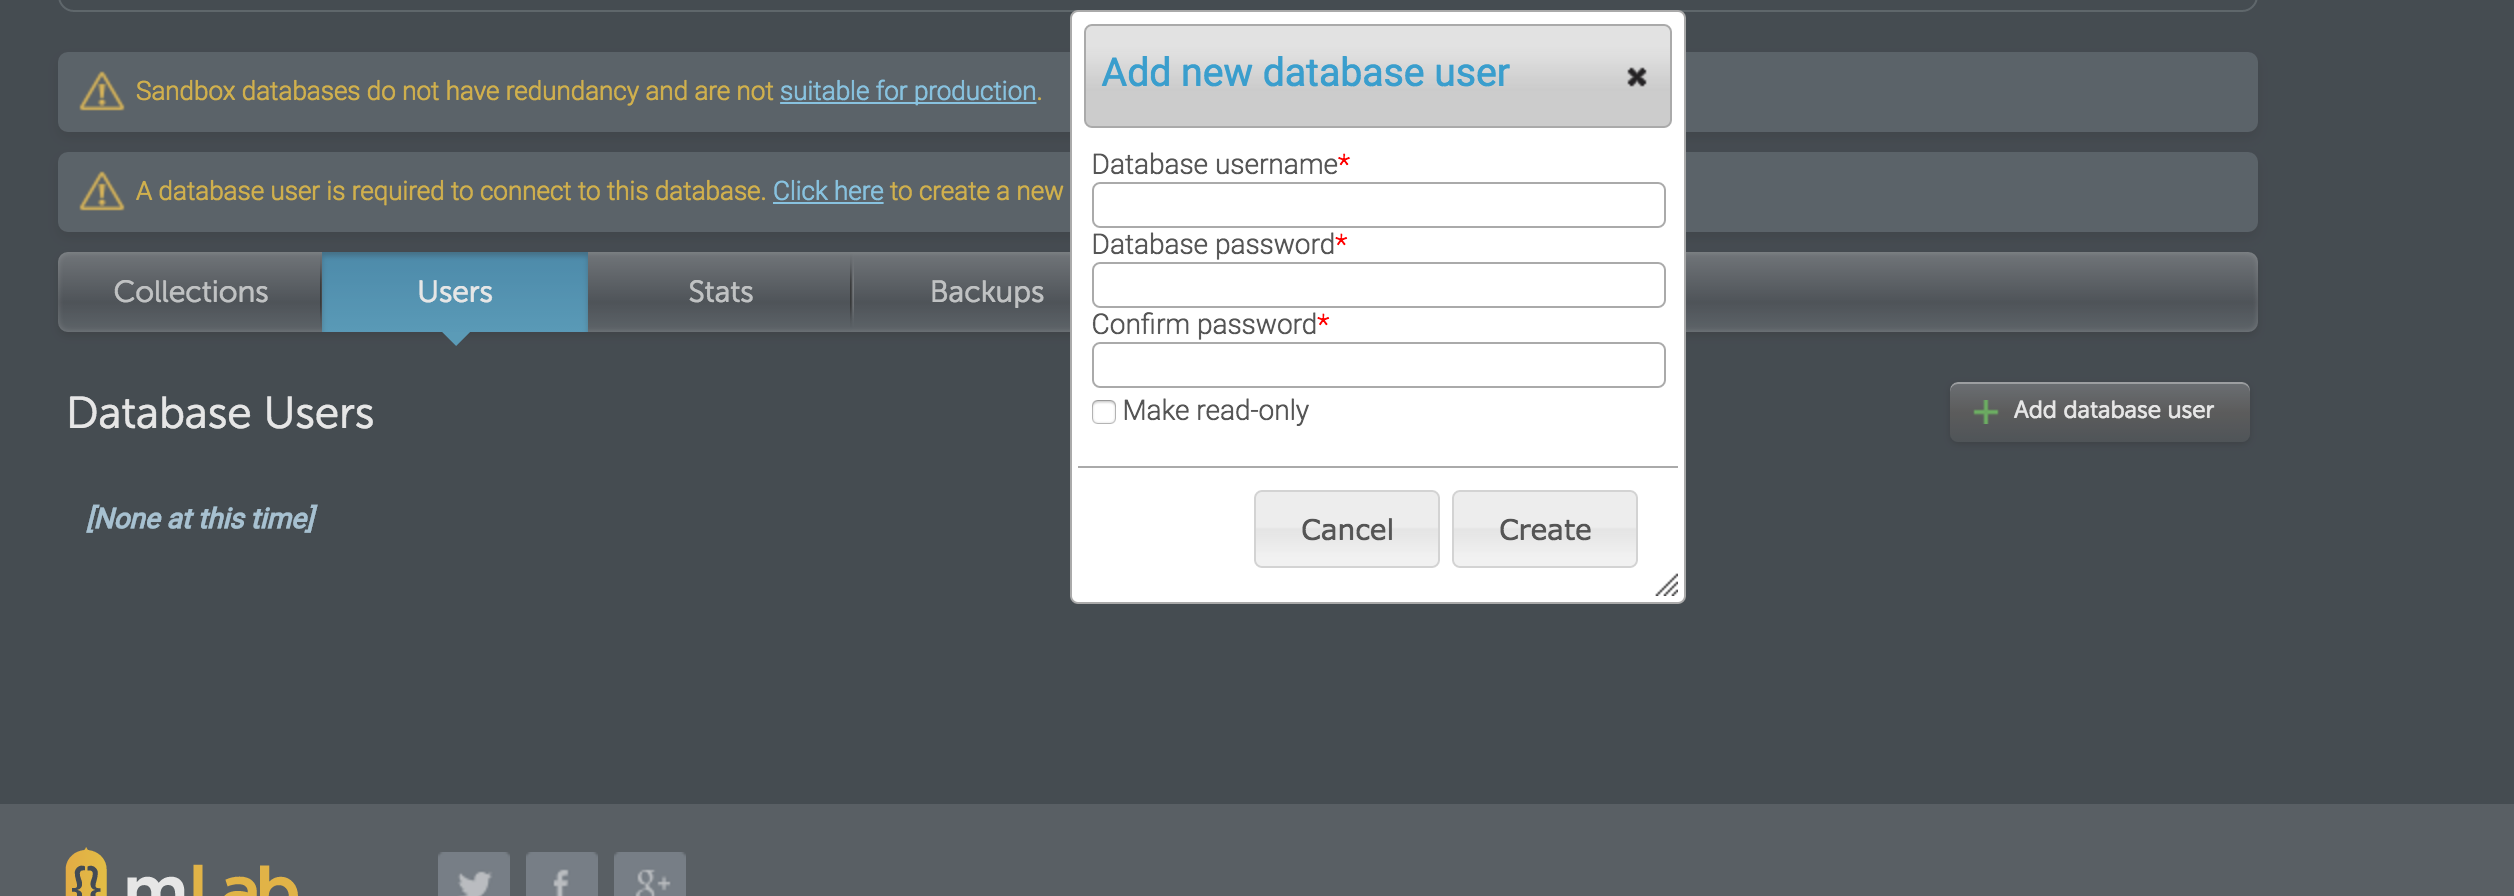 Sandbox databases do not have redundancy and are not suitable for production.
A database user is required to connect to this database. Click here to create a new
Collections
Users
Stats
Backups
Database Users
Add database user
[None at this time]
Add new database user
Database username*
Database password*
Confirm password*
Make read-only
Cancel
Create
mLab
f
g+